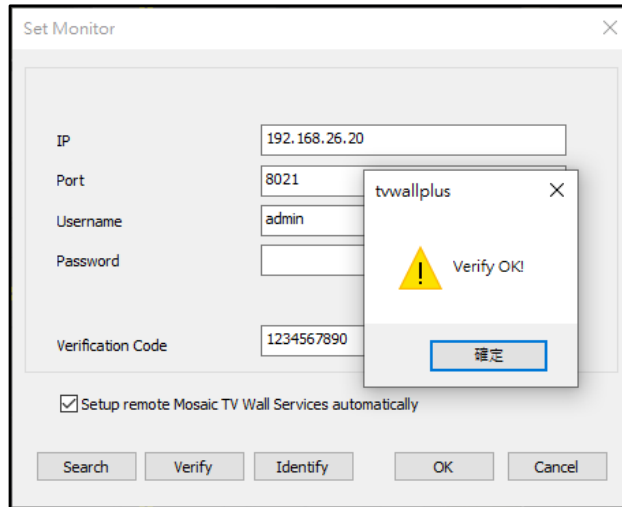 Set Monitor
IP
192.168.26.20
Port
8021
Username
admin
Password
Verification Code
1234567890
tvwallplus
Verify OK!
確定
Setup remote Mosaic TV Wall Services automatically
Search
Verify
Identify
OK
Cancel